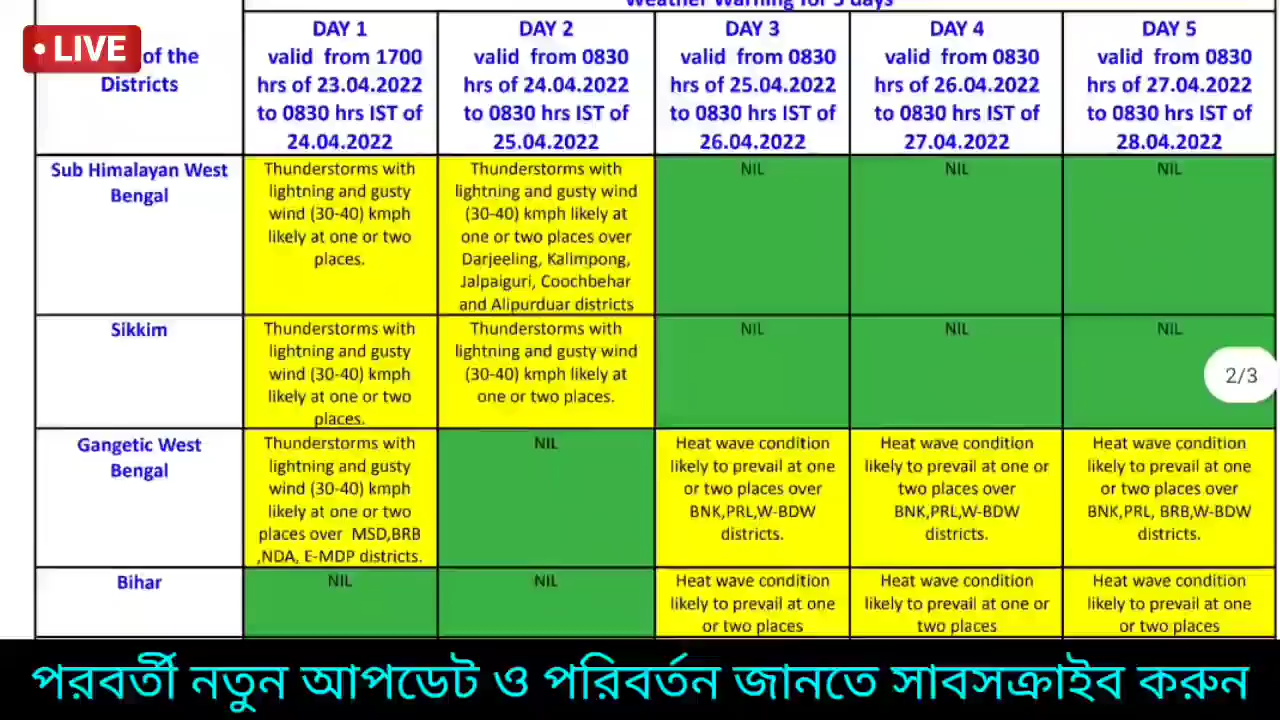 Weather Warning for 5 days
• LIVE
of the
Districts
DAY 1
valid from 1700
hrs of 23.04.2022
to 0830 hrs IST of
24.04.2022
DAY 2
valid from 0830
hrs of 24.04.2022
to 0830 hrs IST of
25.04.2022
DAY 3
valid from 0830
hrs of 25.04.2022
to 0830 hrs IST of
26.04.2022
DAY 4
valid from 0830
hrs of 26.04.2022
to 0830 hrs IST of
27.04.2022
DAY 5
valid from 0830
hrs of 27.04.2022
to 0830 hrs IST of
28.04.2022
Sub Himalayan West
Bengal
Thunderstorms with
lightning and gusty
wind (30-40) kmph
likely at one or two
places.
Thunderstorms with
lightning and gusty wind
(30-40) kmph likely at
one or two places over
Darjeeling, Kalimpong,
Jalpaiguri, Coochbehar
and Alipurduar districts
NIL
NIL
NIL
Sikkim
Thunderstorms with
lightning and gusty
wind (30-40) kmph
likely at one or two
places.
Thunderstorms with
lightning and gusty wind
(30-40) kmph likely at
one or two places.
NIL
NIL
NIL
2/3
Gangetic West
Bengal
Thunderstorms with
lightning and gusty
wind (30-40) kmph
likely at one or two
places over MSD,BRB
,NDA, E-MDP districts.
NIL
Heat wave condition
likely to prevail at one
or two places over
BNK,PRL,W-BDW
districts.
Heat wave condition
likely to prevail at one or
two places over
BNK,PRL,W-BDW
districts.
Heat wave condition
likely to prevail at one
or two places over
BNK,PRL, BRB,W-BDW
districts.
Bihar
NIL
NIL
Heat wave condition
likely to prevail at one
or two places
Heat wave condition
likely to prevail at one or
two places
Heat wave condition
likely to prevail at one
or two places
পরবর্তী নতুন আপডেট ও পরিবর্তন জানতে সাবসক্রাইব করুন